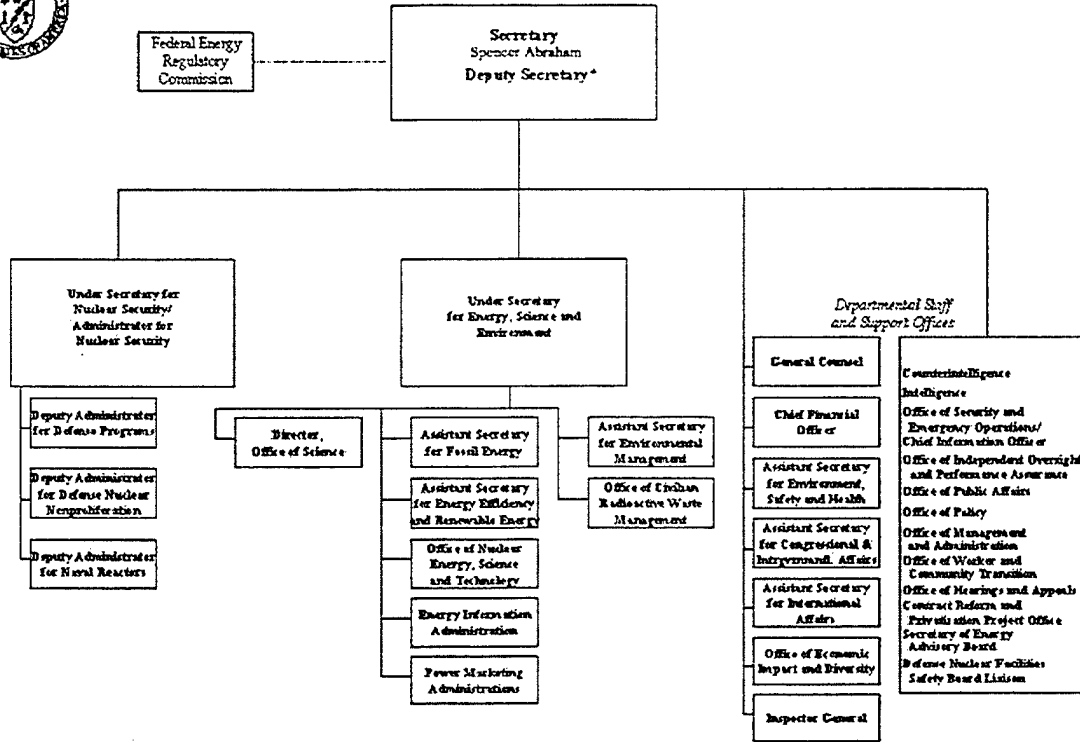 Federal Energy
Regulatory
Commission
Secretary
Spencer Abraham
Deputy Secretary*
Under Secretary for
Nuclear Security/
Administrater for
Nuclear Security
Under Secretary
for Energy, Science and
Environment
Departmental Staff
and Support Offices
Deputy Administrater
for Defense Programs
Deputy Administrater
for Defense Nuclear
Nonproliferation
Deputy Administrater
for Naval Reactors
Director,
Office of Science
Assistant Secretary
for Fossil Energy
Assistant Secretary
for Energy Efficiency
and Renewable Energy
Office of Nuclear
Energy, Science
and Technology
Energy Information
Administration
Power Marketing
Administrations
Assistant Secretary
for Environmental
Management
Office of Civilian
Radioactive Waste
Management
General Counsel
Chief Financial
Officer
Assistant Secretary
for Environment,
Safety and Health
Assistant Secretary
for Congressional &
Intrgvrnmntl. Affairs
Assistant Secretary
for International
Affairs
Office of Economic
Impact and Diversity
Inspector General
Counterintelligence
Intelligence
Office of Security and
Emergency Operations/
Chief Information Officer
Office of Independent Oversight
and Performance Assurance
Office of Public Affairs
Office of Policy
Office of Management
and Administration
Office of Worker and
Community Transition
Office of Hearings and Appeals
Contract Reform and
Privatization Project Office
Secretary of Energy
Advisory Board
Defense Nuclear Facilities
Safety Board Liaison